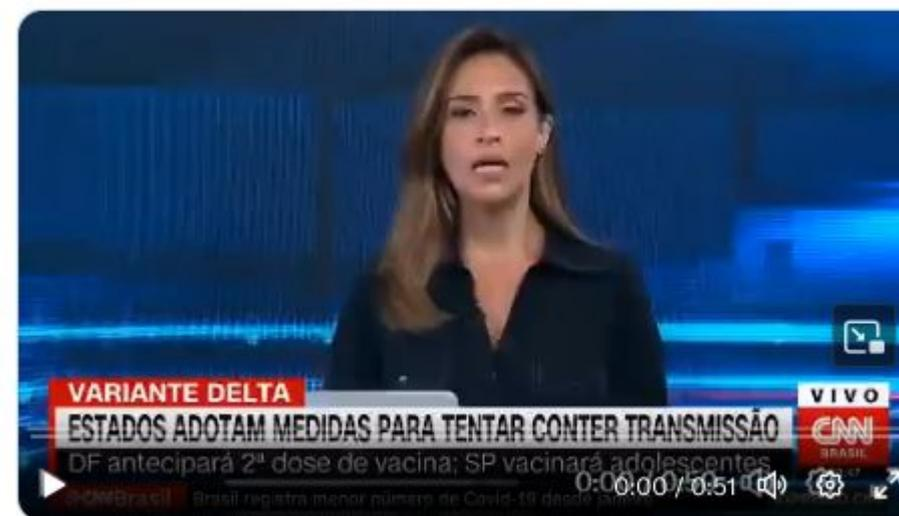 VARIANTE DELTA
VIVO
ESTADOS ADOTAM MEDIDAS PARA TENTAR CONTER TRANSMISSÃO
CNN
BRASIL
DF antecipará 2ª dose de vacina; SP vacinará adolescentes
0:00 / 0:51
@CNNBrasil Brasil registra menor número de Covid-19 desde